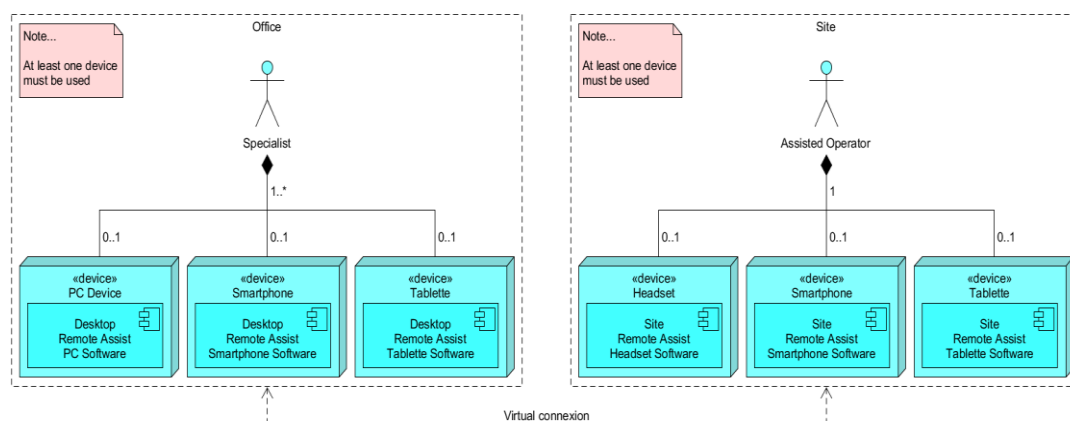 Office
Note...
At least one device
must be used
Specialist
1..*
0..1
0..1
0..1
«device»
PC Device
Desktop
Remote Assist
PC Software
«device»
Smartphone
Desktop
Remote Assist
Smartphone Software
«device»
Tablette
Desktop
Remote Assist
Tablette Software
Site
Note...
At least one device
must be used
Assisted Operator
1
0..1
0..1
0..1
«device»
Headset
Site
Remote Assist
Headset Software
«device»
Smartphone
Site
Remote Assist
Smartphone Software
«device»
Tablette
Site
Remote Assist
Tablette Software
Virtual connexion